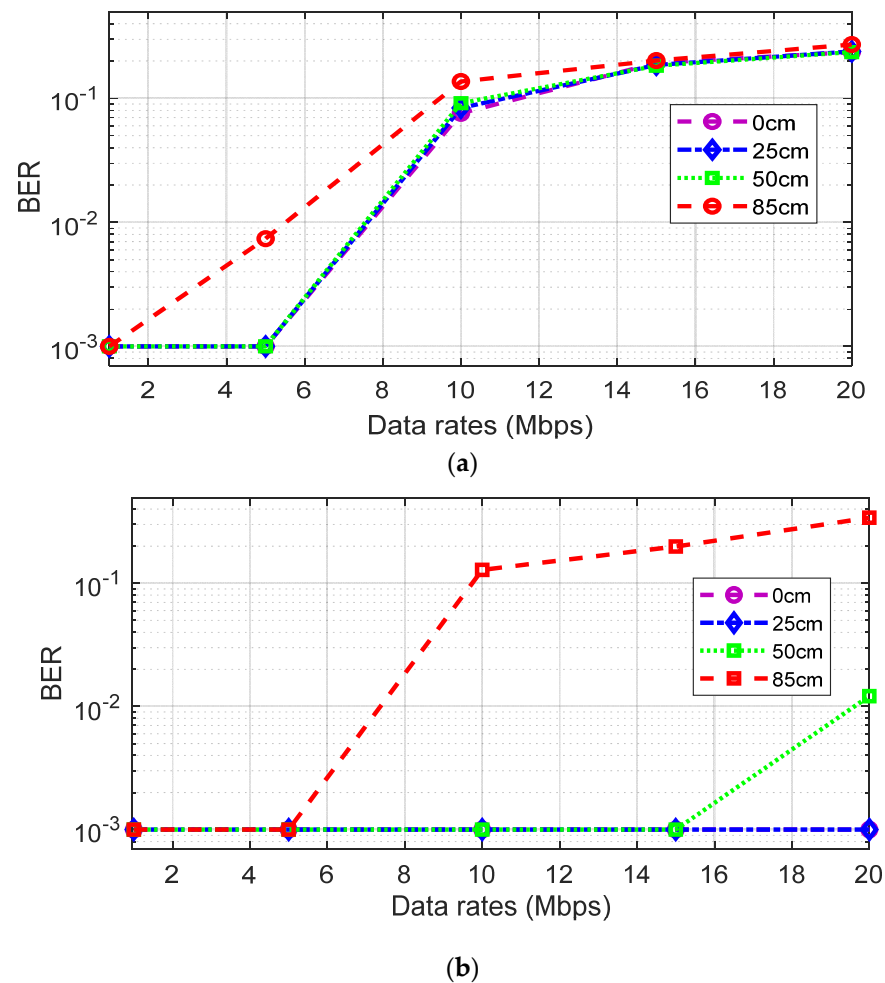 10^-1
10^-2
10^-3
BER
0cm
25cm
50cm
85cm
2 4 6 8 10 12 14 16 18 20
Data rates (Mbps)
(a)
10^-1
10^-2
10^-3
BER
0cm
25cm
50cm
85cm
2 4 6 8 10 12 14 16 18 20
Data rates (Mbps)
(b)